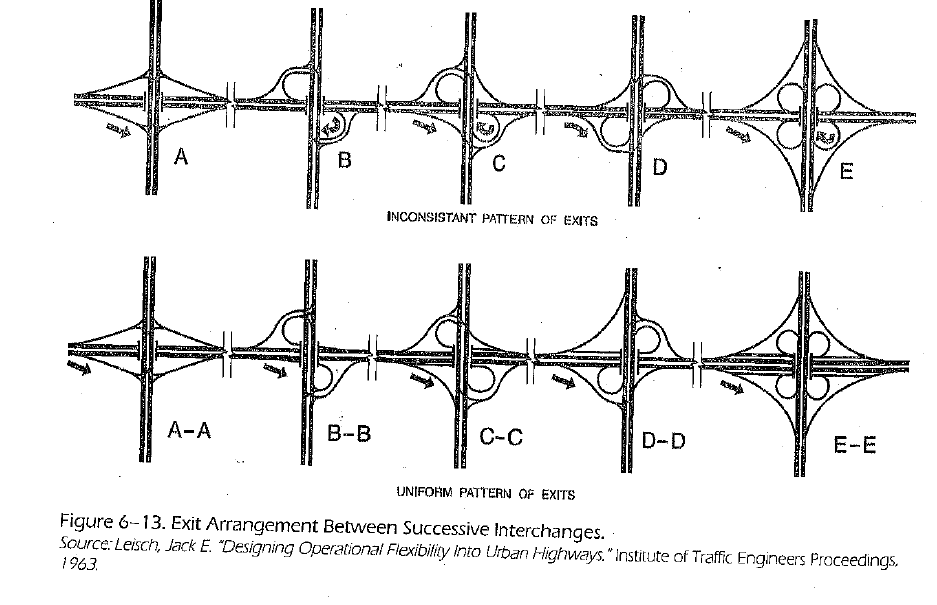 A
B
C
D
E
INCONSISTANT PATTERN OF EXITS
A-A
B-B
C-C
D-D
E-E
UNIFORM PATTERN OF EXITS
Figure 6-13. Exit Arrangement Between Successive Interchanges.
Source: Leisch, Jack E. "Designing Operational Flexibility Into Urban Highways." Institute of Traffic Engineers Proceedings,
1963.